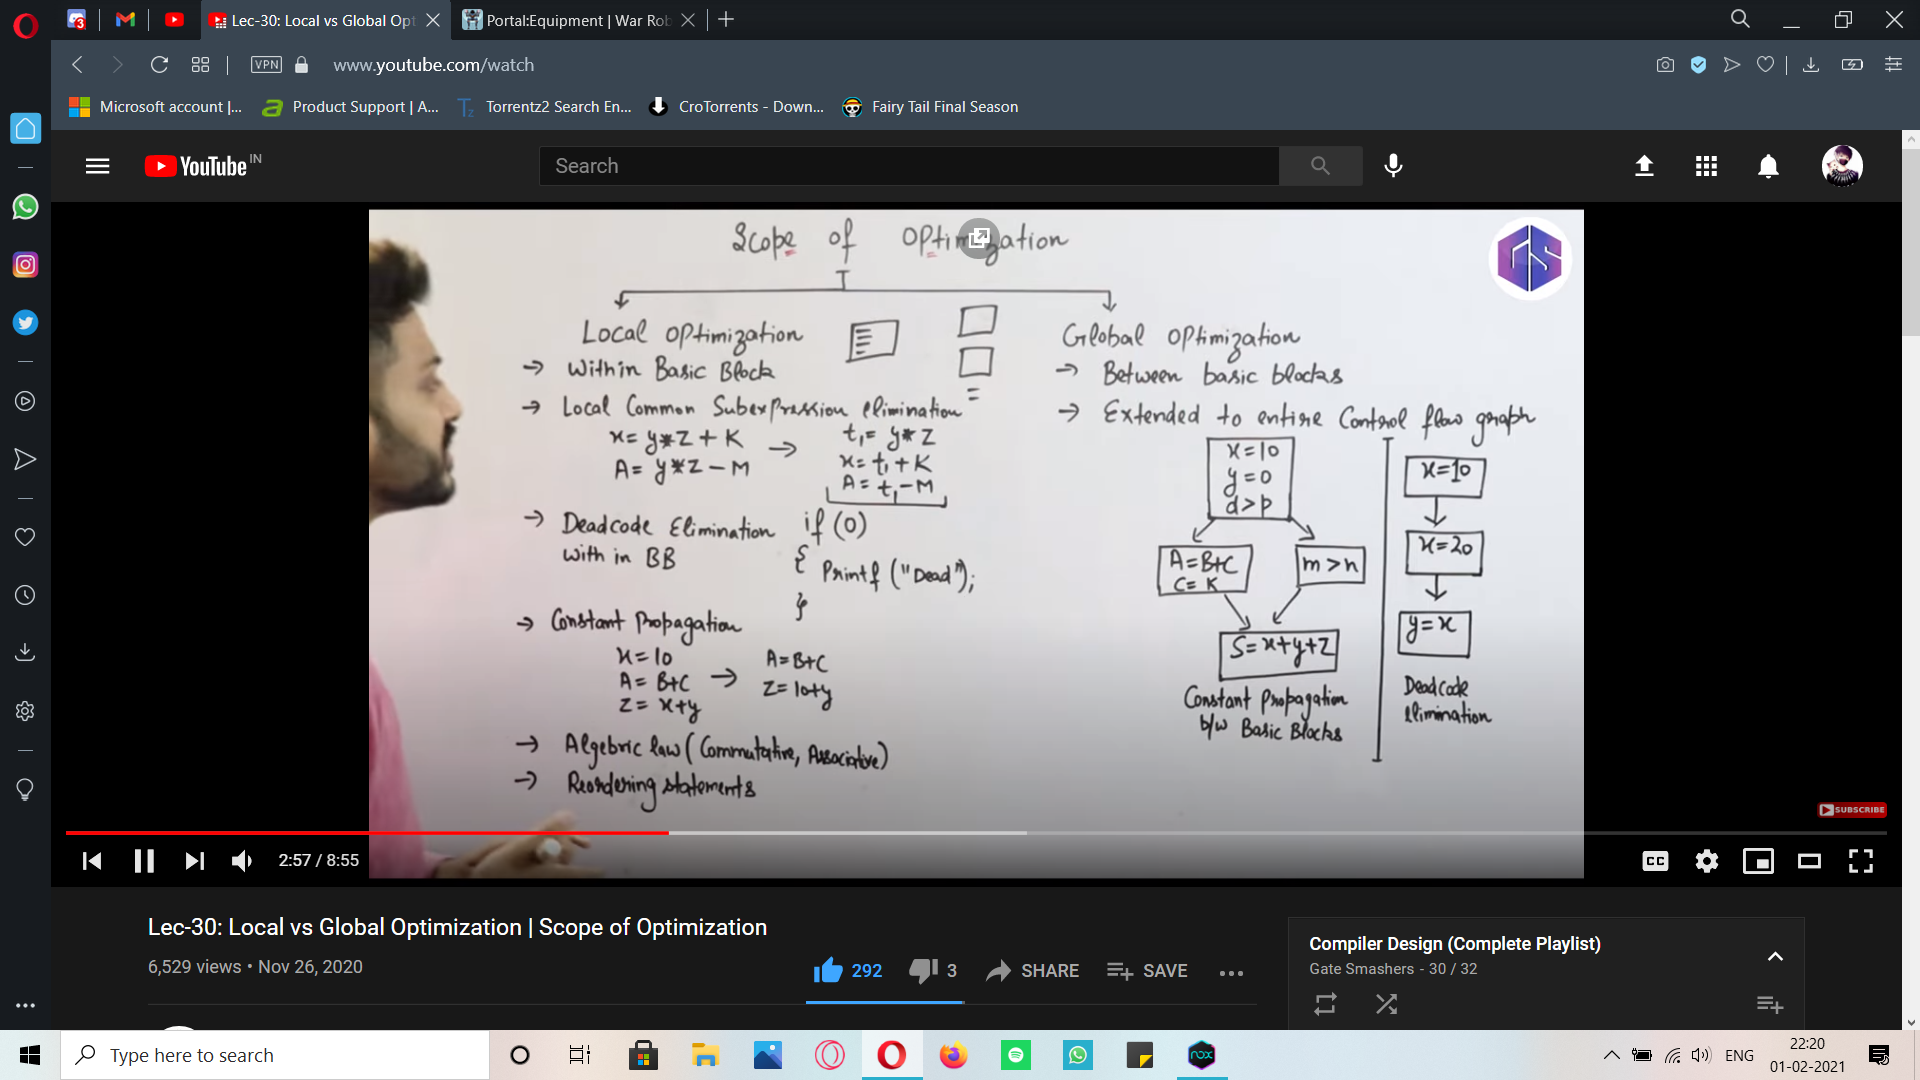 Lec-30: Local vs Global Opt
Portal:Equipment | War Rob
VPN
www.youtube.com/watch
Microsoft account |...
Product Support | A...
Torrentz2 Search En...
CroTorrents - Down...
Fairy Tail Final Season
YouTube IN
Search
Scope of Optimization
Local Optimization
→ Within Basic Block
→ Local Common Subexpression elimination
x = y*z + K → t₁ = y*z
A = y*z - M x = t₁ + K
A = t₁ - M
→ Deadcode Elimination if (0)
with in BB { Printf ("Dead");
}
→ Constant Propagation
x = 10
A = B+C → A = B+C
z = x+y z = 10+y
→ Algebric law (Commutative, Associative)
→ Reordering statements
Global Optimization
→ Between basic blocks
→ Extended to entire Control flow graph
x=10
y=0
d>p
A=B+C
C=K
m>n
S=x+y+z
Constant Propagation
b/w Basic Blocks
x=10
x=20
y=x
Deadcode
elimination
SUBSCRIBE
2:57 / 8:55
CC
Lec-30: Local vs Global Optimization | Scope of Optimization
6,529 views • Nov 26, 2020
292
3
SHARE
SAVE
Compiler Design (Complete Playlist)
Gate Smashers - 30 / 32
Type here to search
nox
ENG
22:20
01-02-2021